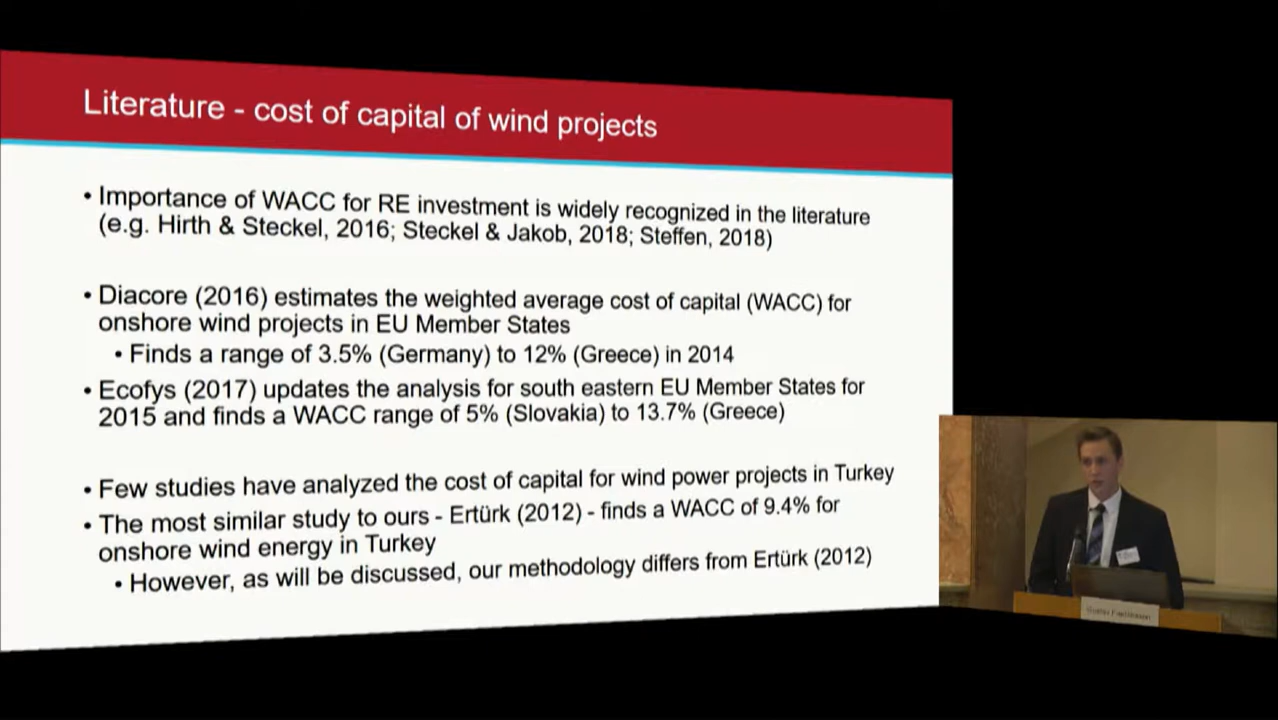 Literature - cost of capital of wind projects
• Importance of WACC for RE investment is widely recognized in the literature
(e.g. Hirth & Steckel, 2016; Steckel & Jakob, 2018; Steffen, 2018)
• Diacore (2016) estimates the weighted average cost of capital (WACC) for
onshore wind projects in EU Member States
• Finds a range of 3.5% (Germany) to 12% (Greece) in 2014
• Ecofys (2017) updates the analysis for south eastern EU Member States for
2015 and finds a WACC range of 5% (Slovakia) to 13.7% (Greece)
• Few studies have analyzed the cost of capital for wind power projects in Turkey
• The most similar study to ours - Ertürk (2012) - finds a WACC of 9.4% for
onshore wind energy in Turkey
• However, as will be discussed, our methodology differs from Ertürk (2012)